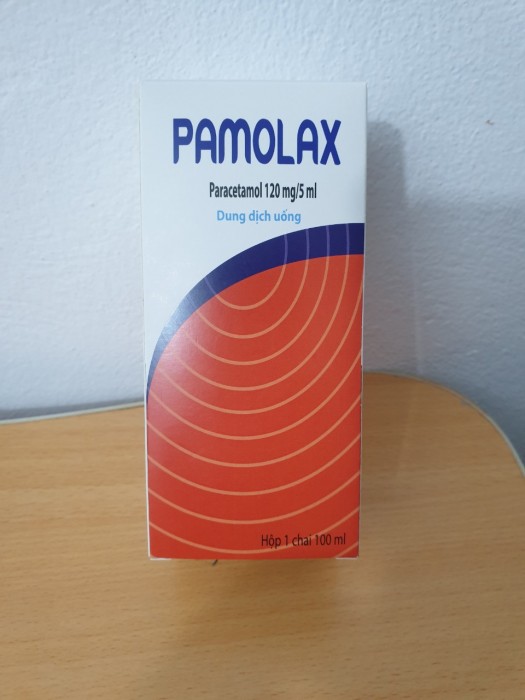 PAMOLAX
Paracetamol 120 mg/5 ml
Dung dịch uống
Hộp 1 chai 100 ml